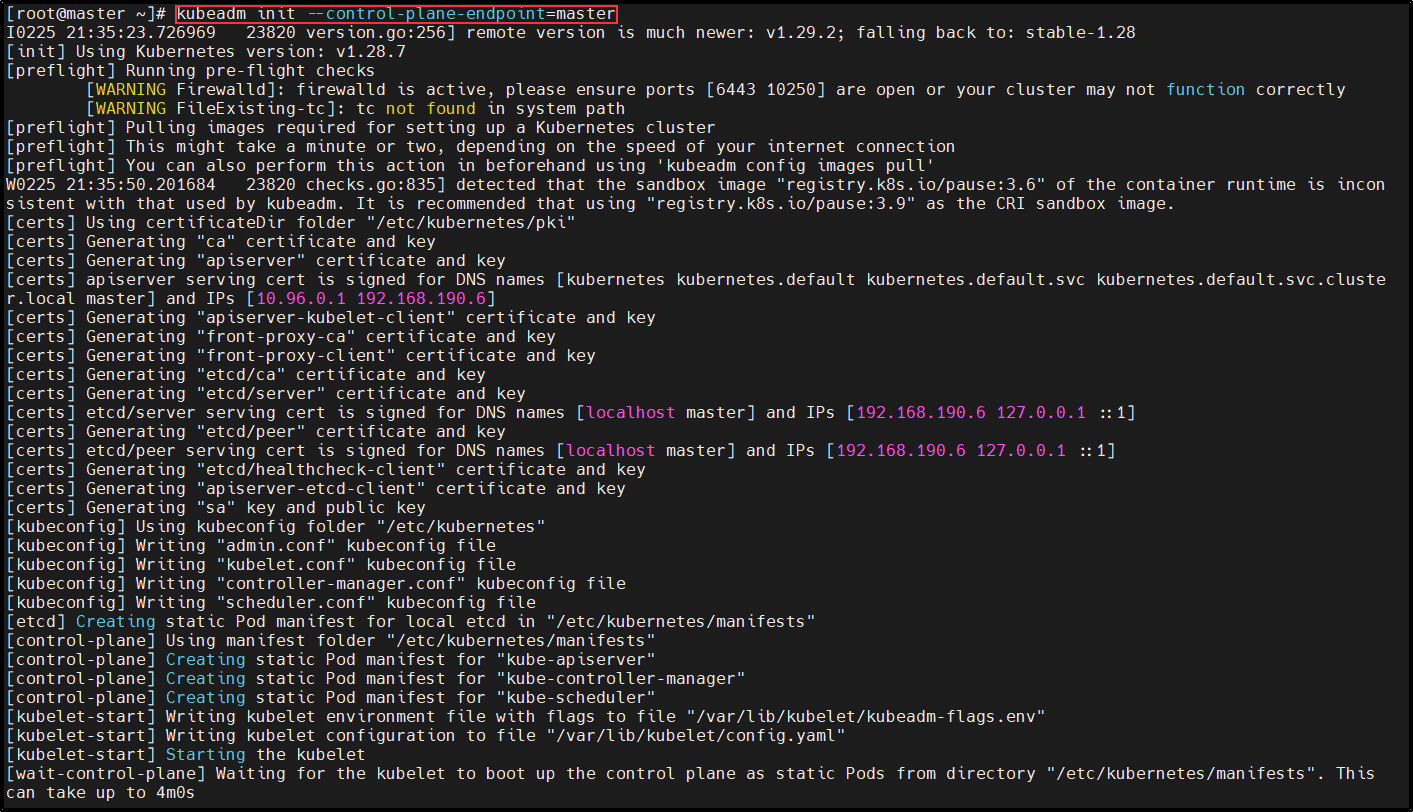 [root@master ~]# kubeadm init --control-plane-endpoint=master
I0225 21:35:23.726969   23820 version.go:256] remote version is much newer: v1.29.2; falling back to: stable-1.28
[init] Using Kubernetes version: v1.28.7
[preflight] Running pre-flight checks
        [WARNING Firewalld]: firewalld is active, please ensure ports [6443 10250] are open or your cluster may not function correctly
        [WARNING FileExisting-tc]: tc not found in system path
[preflight] Pulling images required for setting up a Kubernetes cluster
[preflight] This might take a minute or two, depending on the speed of your internet connection
[preflight] You can also perform this action in beforehand using 'kubeadm config images pull'
W0225 21:35:50.201684   23820 checks.go:835] detected that the sandbox image "registry.k8s.io/pause:3.6" of the container runtime is incon
sistent with that used by kubeadm. It is recommended that using "registry.k8s.io/pause:3.9" as the CRI sandbox image.
[certs] Using certificateDir folder "/etc/kubernetes/pki"
[certs] Generating "ca" certificate and key
[certs] Generating "apiserver" certificate and key
[certs] apiserver serving cert is signed for DNS names [kubernetes kubernetes.default kubernetes.default.svc kubernetes.default.svc.cluste
r.local master] and IPs [10.96.0.1 192.168.190.6]
[certs] Generating "apiserver-kubelet-client" certificate and key
[certs] Generating "front-proxy-ca" certificate and key
[certs] Generating "front-proxy-client" certificate and key
[certs] Generating "etcd/ca" certificate and key
[certs] Generating "etcd/server" certificate and key
[certs] etcd/server serving cert is signed for DNS names [localhost master] and IPs [192.168.190.6 127.0.0.1 ::1]
[certs] Generating "etcd/peer" certificate and key
[certs] etcd/peer serving cert is signed for DNS names [localhost master] and IPs [192.168.190.6 127.0.0.1 ::1]
[certs] Generating "etcd/healthcheck-client" certificate and key
[certs] Generating "apiserver-etcd-client" certificate and key
[certs] Generating "sa" key and public key
[kubeconfig] Using kubeconfig folder "/etc/kubernetes"
[kubeconfig] Writing "admin.conf" kubeconfig file
[kubeconfig] Writing "kubelet.conf" kubeconfig file
[kubeconfig] Writing "controller-manager.conf" kubeconfig file
[kubeconfig] Writing "scheduler.conf" kubeconfig file
[etcd] Creating static Pod manifest for local etcd in "/etc/kubernetes/manifests"
[control-plane] Using manifest folder "/etc/kubernetes/manifests"
[control-plane] Creating static Pod manifest for "kube-apiserver"
[control-plane] Creating static Pod manifest for "kube-controller-manager"
[control-plane] Creating static Pod manifest for "kube-scheduler"
[kubelet-start] Writing kubelet environment file with flags to file "/var/lib/kubelet/kubeadm-flags.env"
[kubelet-start] Writing kubelet configuration to file "/var/lib/kubelet/config.yaml"
[kubelet-start] Starting the kubelet
[wait-control-plane] Waiting for the kubelet to boot up the control plane as static Pods from directory "/etc/kubernetes/manifests". This
can take up to 4m0s